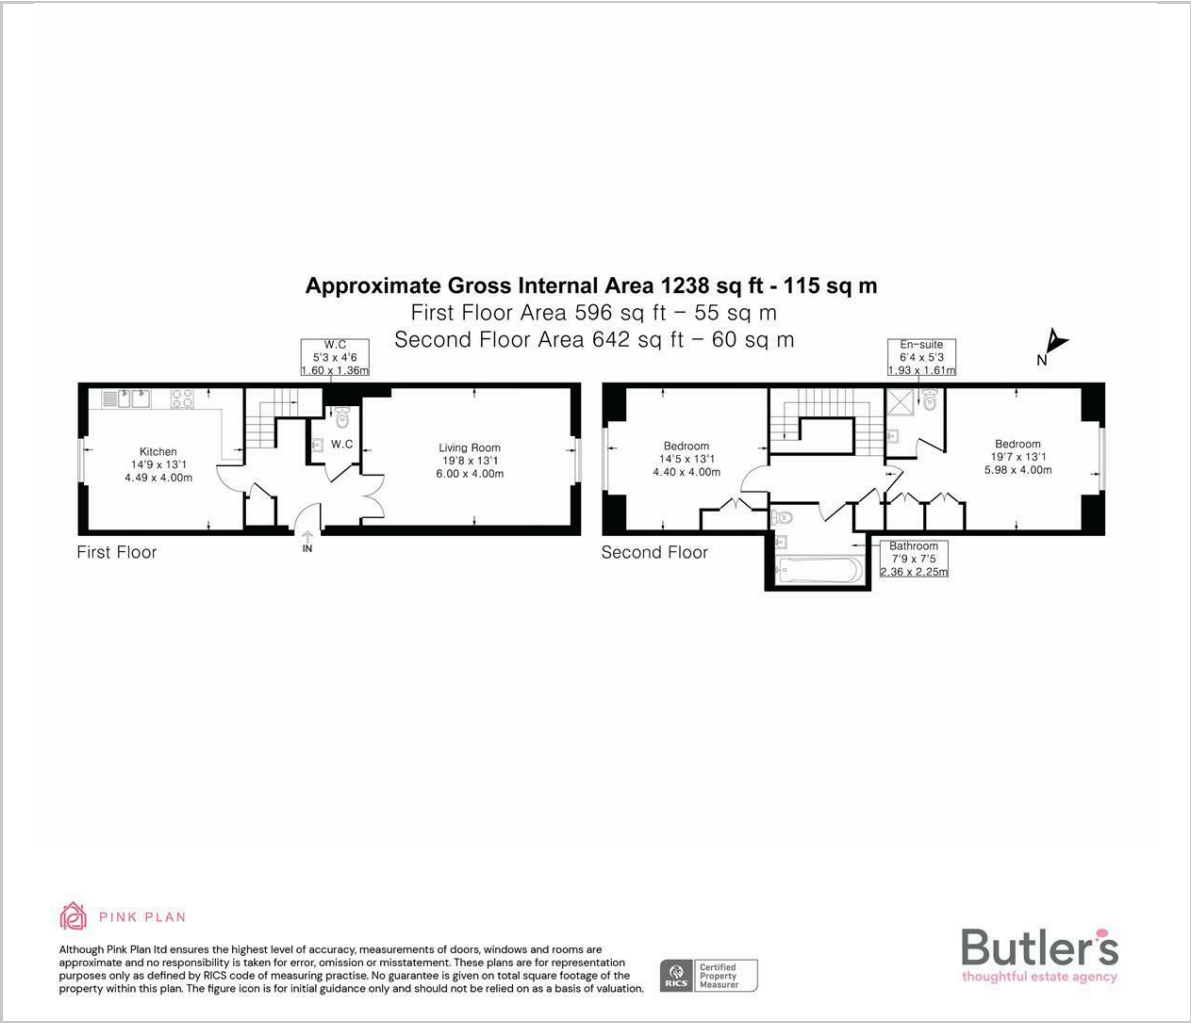 Approximate Gross Internal Area 1238 sq ft - 115 sq m
First Floor Area 596 sq ft – 55 sq m
Second Floor Area 642 sq ft – 60 sq m
W.C
5'3 x 4'6
1.60 x 1.36m
En-suite
6'4 x 5'3
1.93 x 1.61m
N
Kitchen
14'9 x 13'1
4.49 x 4.00m
W.C
Living Room
19'8 x 13'1
6.00 x 4.00m
Bedroom
14'5 x 13'1
4.40 x 4.00m
Bedroom
19'7 x 13'1
5.98 x 4.00m
First Floor
IN
Second Floor
Bathroom
7'9 x 7'5
2.36 x 2.25m
PINK PLAN
Although Pink Plan ltd ensures the highest level of accuracy, measurements of doors, windows and rooms are
approximate and no responsibility is taken for error, omission or misstatement. These plans are for representation
purposes only as defined by RICS code of measuring practise. No guarantee is given on total square footage of the
property within this plan. The figure icon is for initial guidance only and should not be relied on as a basis of valuation.
RICS
Certified
Property
Measurer
Butler's
thoughtful estate agency